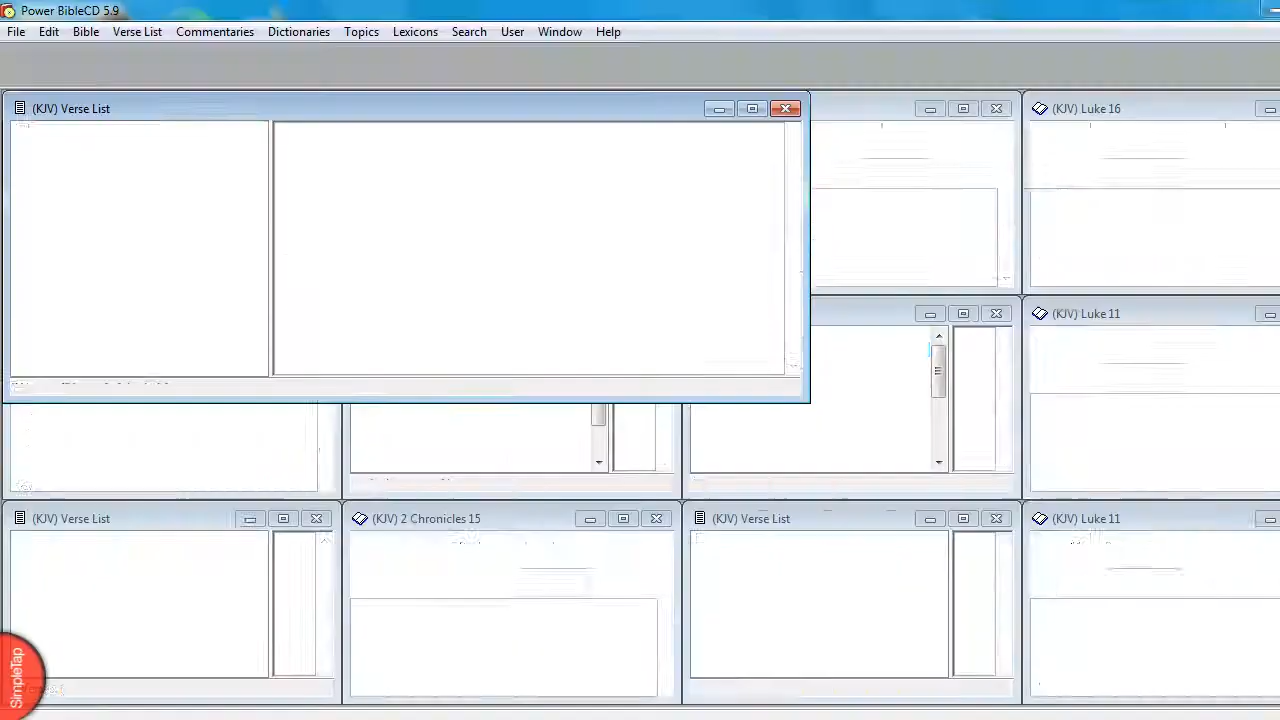 Power BibleCD 5.9
File Edit Bible Verse List Commentaries Dictionaries Topics Lexicons Search User Window Help
(KJV) Verse List
(KJV) Luke 16
(KJV) Luke 11
(KJV) Verse List
(KJV) 2 Chronicles 15
(KJV) Verse List
(KJV) Luke 11
SimpleTap